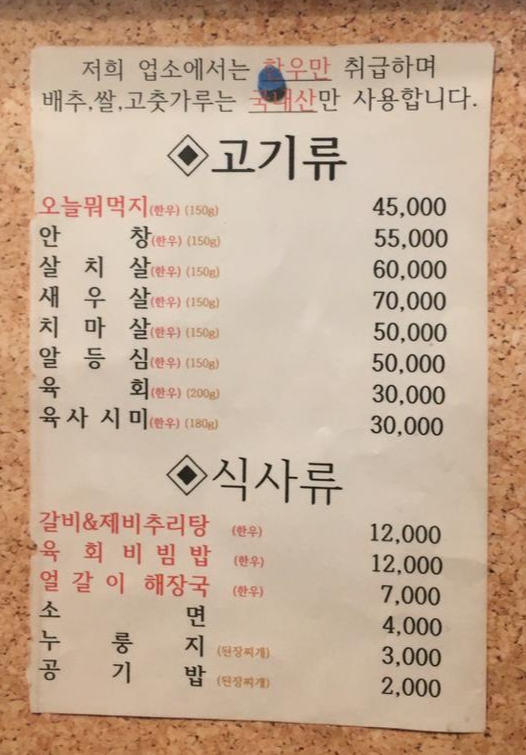 저희 업소에서는 한우만 취급하며
배추,쌀,고춧가루는 국내산만 사용합니다.
고기류
오늘뭐먹지(한우) (150g) 45,000
안창(한우) (150g) 55,000
살치살(한우) (150g) 60,000
새우살(한우) (150g) 70,000
치마살(한우) (150g) 50,000
알등심(한우) (150g) 50,000
육회(한우) (200g) 30,000
육사시미(한우) (180g) 30,000
식사류
갈비&제비추리탕 (한우) 12,000
육회비빔밥 (한우) 12,000
얼갈이 해장국 (한우) 7,000
소면 4,000
누룽지 (된장찌개) 3,000
공기밥 (된장찌개) 2,000